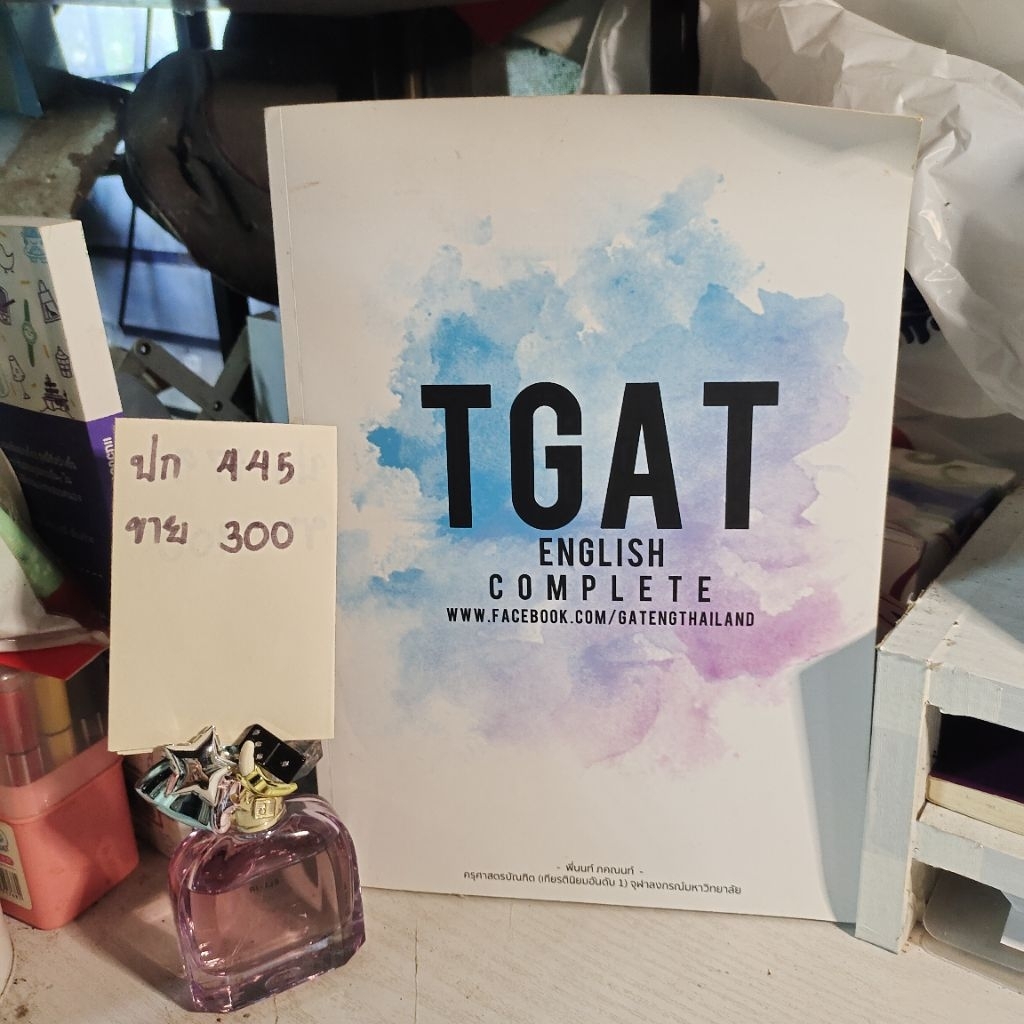 ปก 445
ขาย 300
TGAT
ENGLISH
COMPLETE
WWW.FACEBOOK.COM/GATENGTHAILAND
- พี่นนท์ ภคณนท์ -
ครุศาสตรบัณฑิต (เกียรตินิยมอันดับ 1) จุฬาลงกรณ์มหาวิทยาลัย